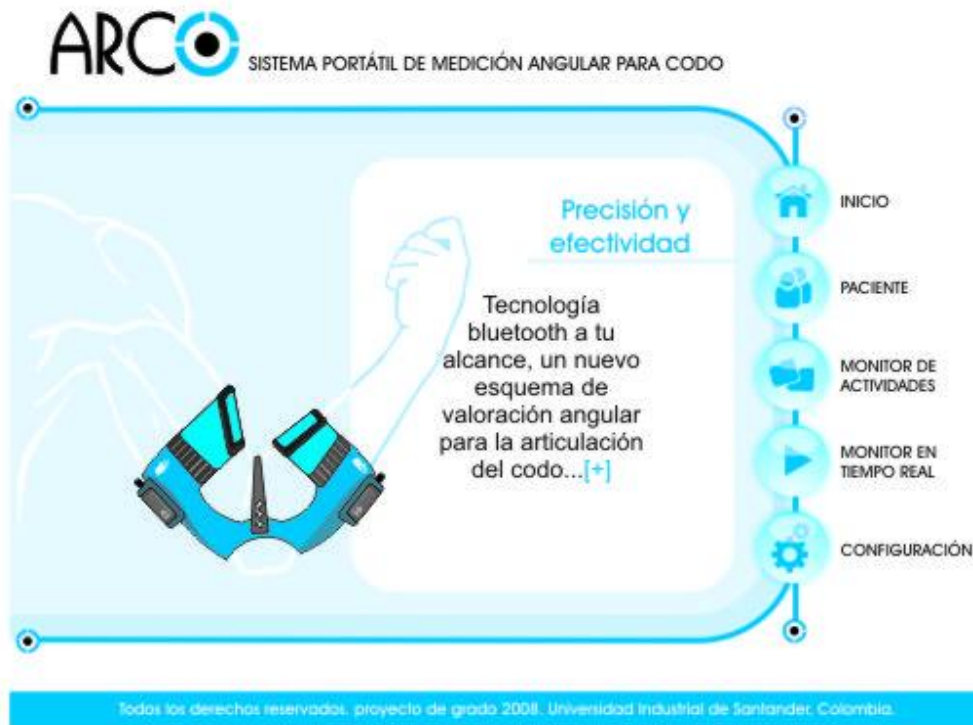 ARCO
SISTEMA PORTÁTIL DE MEDICIÓN ANGULAR PARA CODO
Precisión y
efectividad
Tecnología
bluetooth a tu
alcance, un nuevo
esquema de
valoración angular
para la articulación
del codo...[+]
INICIO
PACIENTE
MONITOR DE
ACTIVIDADES
MONITOR EN
TIEMPO REAL
CONFIGURACIÓN
Todos los derechos reservados. proyecto de grado 2008. Universidad Industrial de Santander. Colombia.